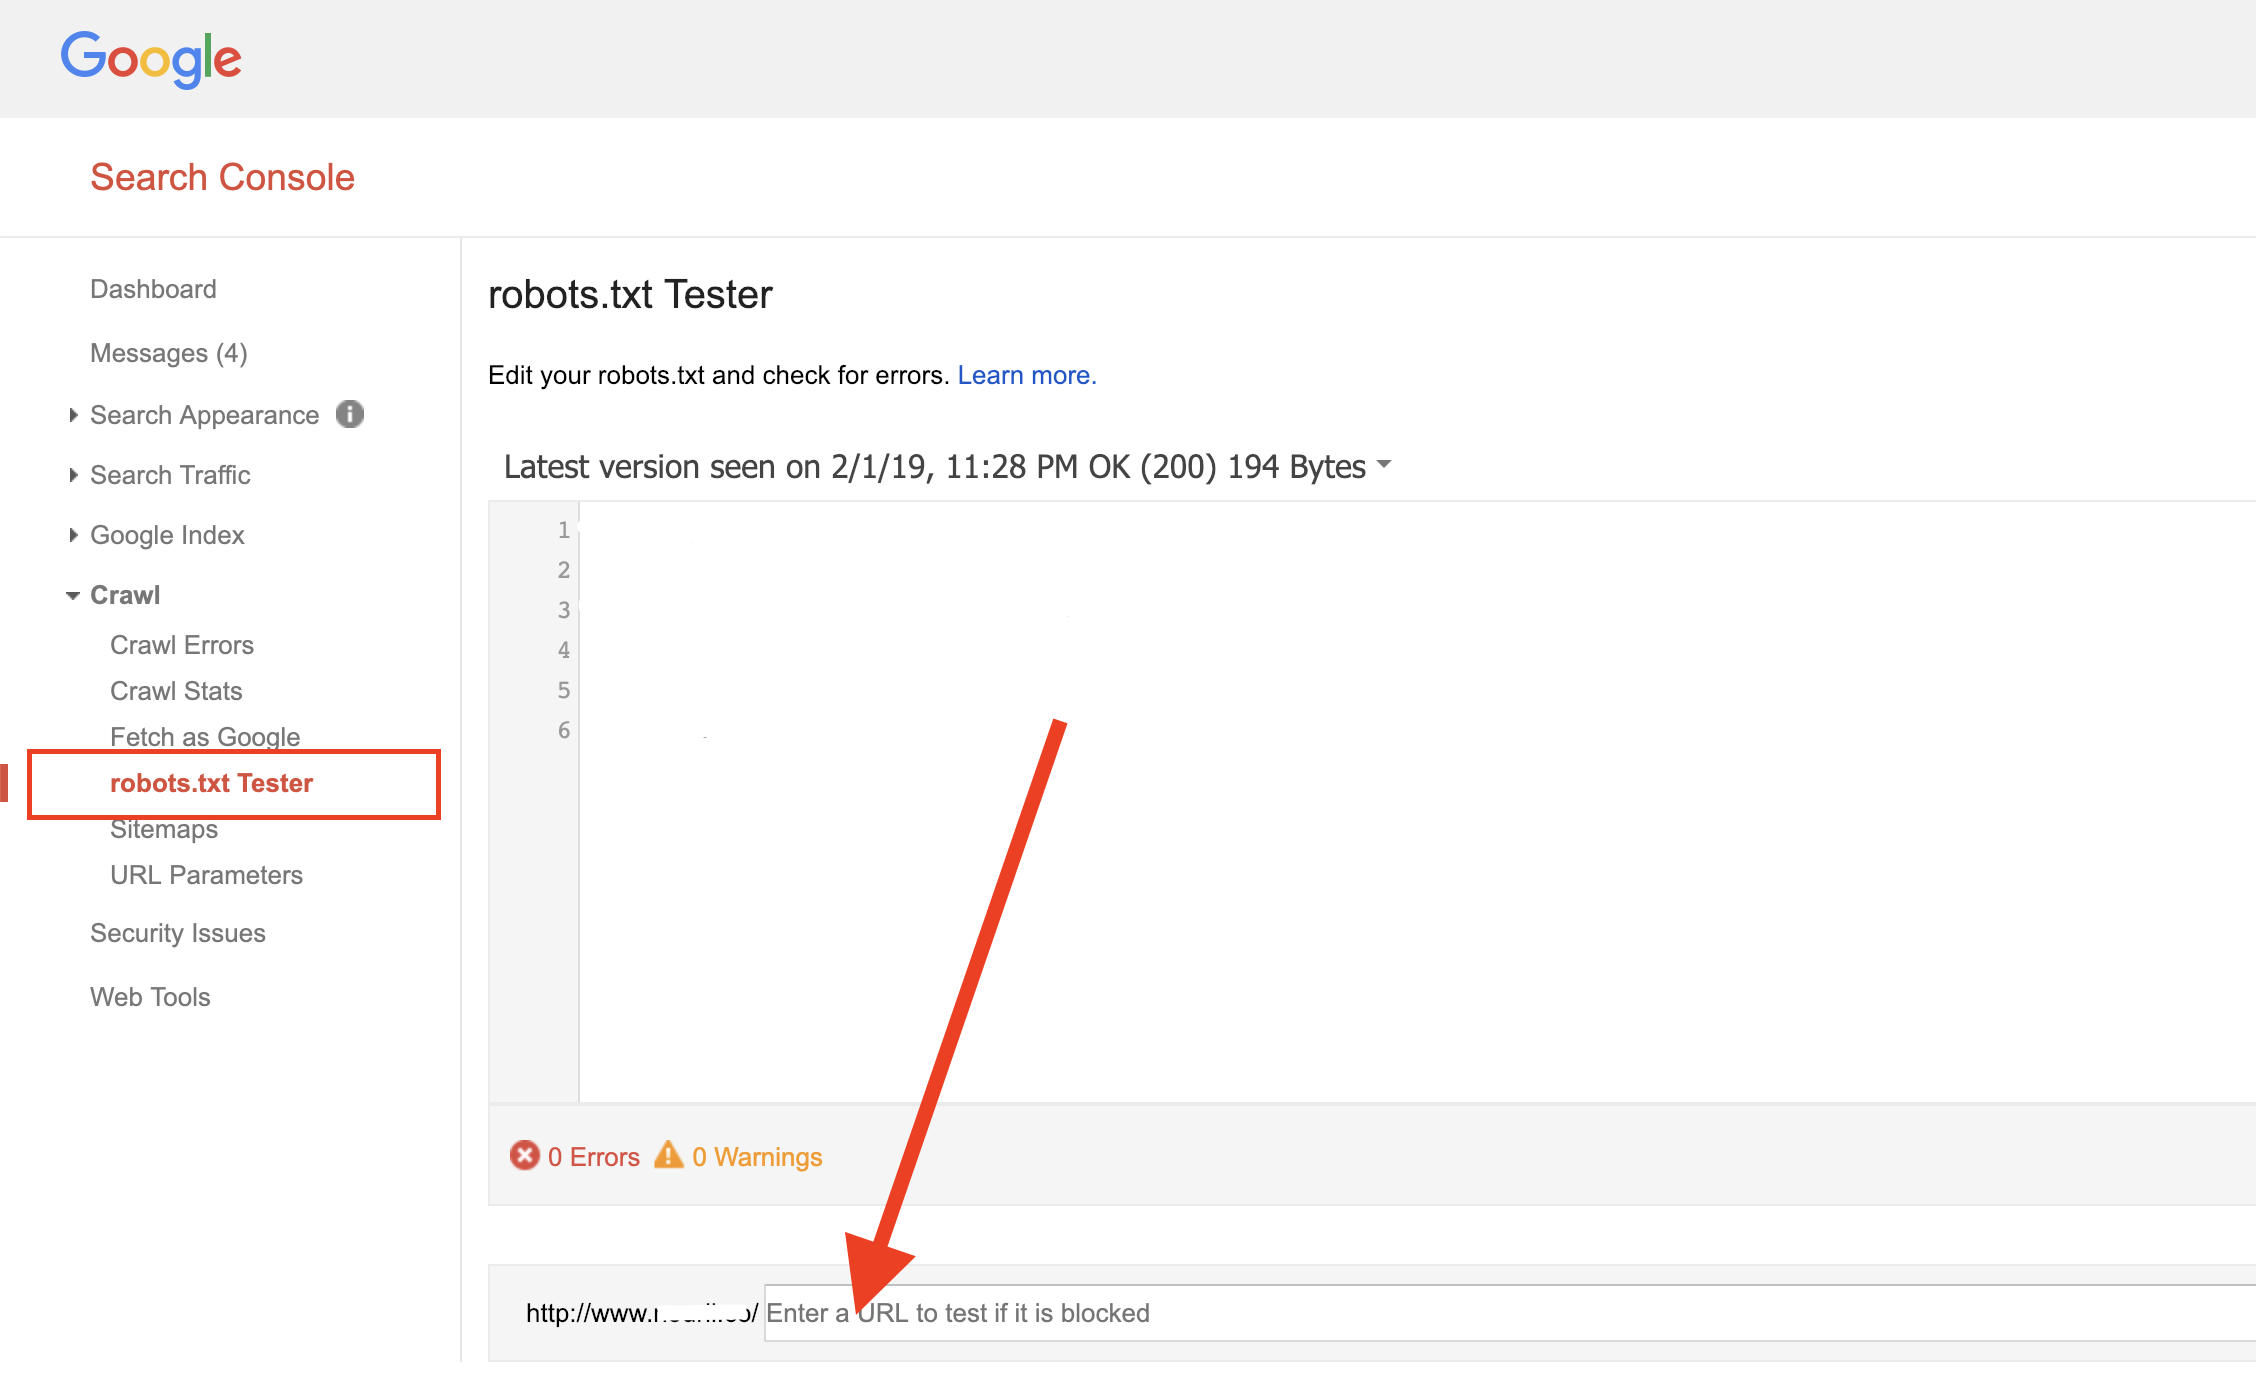 Google
Search Console
Dashboard
Messages (4)
Search Appearance
Search Traffic
Google Index
Crawl
Crawl Errors
Crawl Stats
Fetch as Google
robots.txt Tester
Sitemaps
URL Parameters
Security Issues
Web Tools
robots.txt Tester
Edit your robots.txt and check for errors. Learn more.
Latest version seen on 2/1/19, 11:28 PM OK (200) 194 Bytes
1
2
3
4
5
6
0 Errors 0 Warnings
http://www. / Enter a URL to test if it is blocked